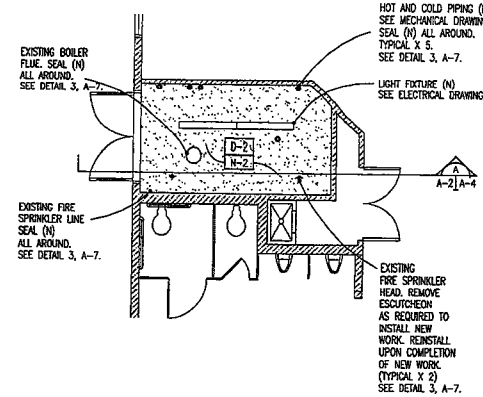 HOT AND COLD PIPING (
SEE MECHANICAL DRAWIN
SEAL (N) ALL AROUND.
TYPICAL X 5.
SEE DETAIL 3, A-7.
EXISTING BOILER
FLUE. SEAL (N)
ALL AROUND.
SEE DETAIL 3, A-7.
LIGHT FIXTURE (N)
SEE ELECTRICAL DRAWING
D-2
N-2
A
A-2 A-4
EXISTING FIRE
SPRINKLER LINE
SEAL (N)
ALL AROUND.
SEE DETAIL 3, A-7.
EXISTING
FIRE SPRINKLER
HEAD. REMOVE
ESCUTCHEON
AS REQUIRED TO
INSTALL NEW
WORK. REINSTALL
UPON COMPLETION
OF NEW WORK.
(TYPICAL X 2)
SEE DETAIL 3, A-7.